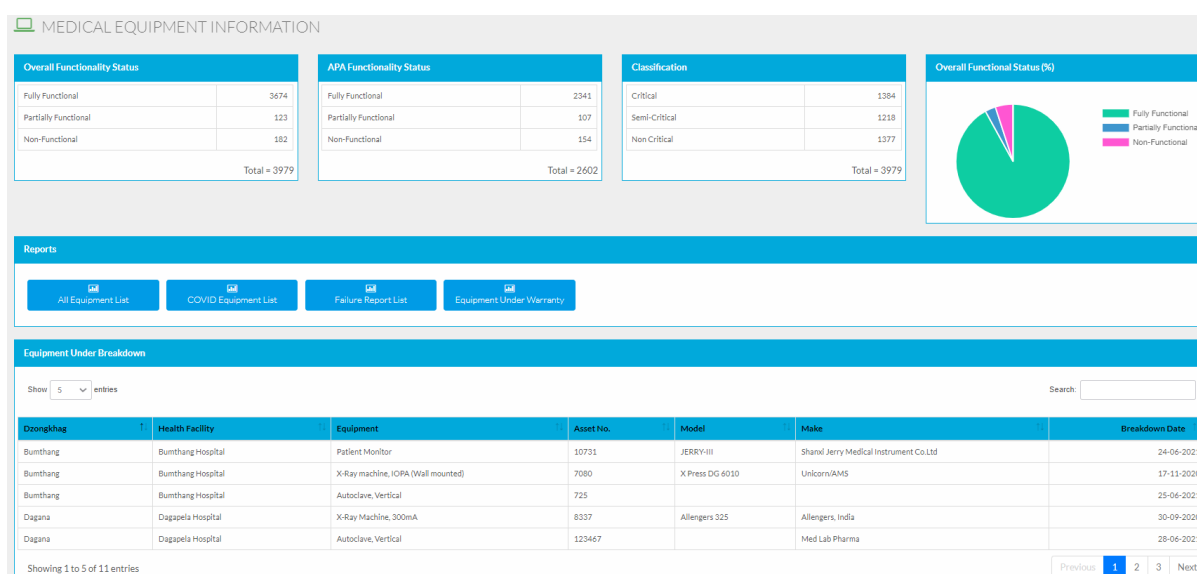 MEDICAL EQUIPMENT INFORMATION
Overall Functionality Status
Fully Functional 3674
Partially Functional 123
Non-Functional 182
Total = 3979
APA Functionality Status
Fully Functional 2341
Partially Functional 107
Non-Functional 154
Total = 2602
Classification
Critical 1384
Semi-Critical 1218
Non Critical 1377
Total = 3979
Overall Functional Status (%)
Fully Functional
Partially Functiona
Non-Functional
Reports
All Equipment List
COVID Equipment List
Failure Report List
Equipment Under Warranty
Equipment Under Breakdown
Show 5 entries
Search:
Dzongkhag Health Facility Equipment Asset No. Model Make Breakdown Date
Bumthang Bumthang Hospital Patient Monitor 10731 JERRY-III Shanxi Jerry Medical Instrument Co.Ltd 24-06-202
Bumthang Bumthang Hospital X-Ray machine, IOPA (Wall mounted) 7080 X Press DG 6010 Unicorn/AMS 17-11-202
Bumthang Bumthang Hospital Autoclave, Vertical 725 25-06-202
Dagana Dagapela Hospital X-Ray Machine, 300mA 8337 Allengers 325 Allengers, India 30-09-202
Dagana Dagapela Hospital Autoclave, Vertical 123467 Med Lab Pharma 28-06-202
Showing 1 to 5 of 11 entries
Previous 1 2 3 Next